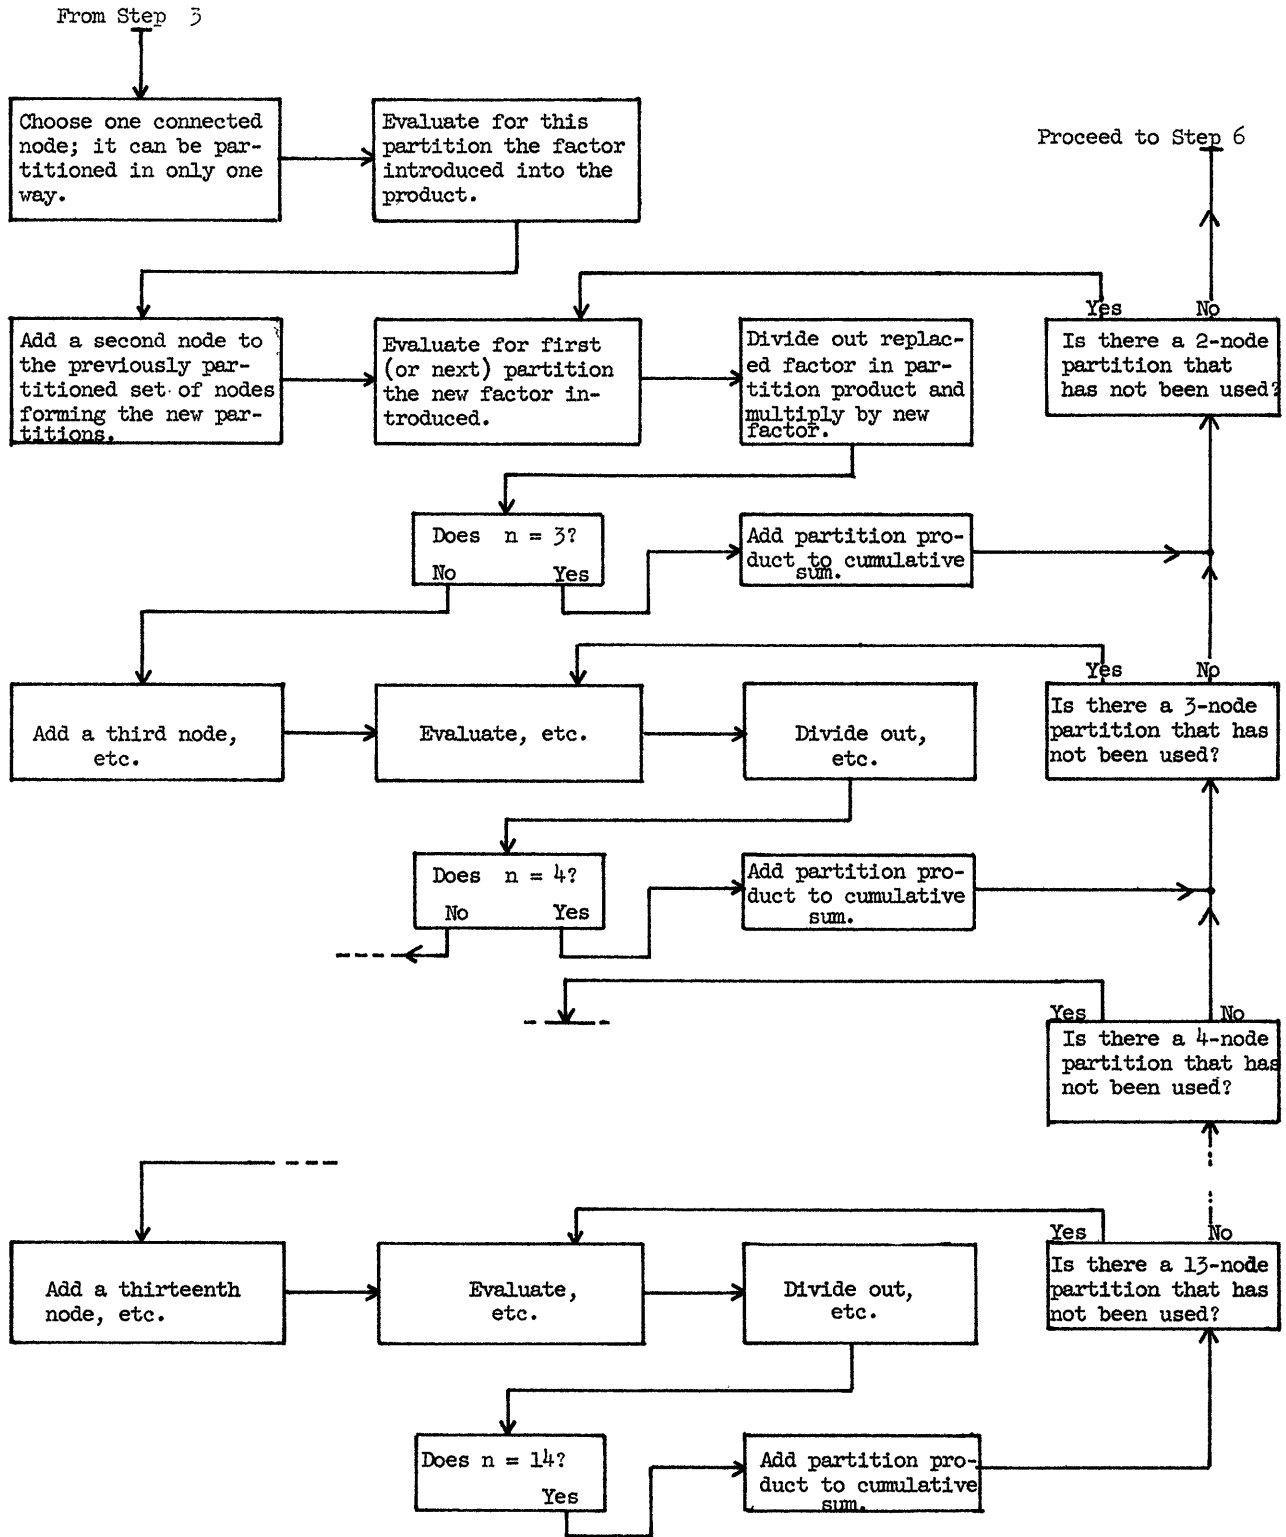 From Step 3
Choose one connected
node; it can be par-
titioned in only one
way.
Evaluate for this
partition the factor
introduced into the
product.
Proceed to Step 6
Add a second node to
the previously par-
titioned set of nodes
forming the new par-
titions.
Evaluate for first
(or next) partition
the new factor in-
troduced.
Divide out replac-
ed factor in par-
tition product and
multiply by new
factor.
Yes No
Is there a 2-node
partition that
has not been used?
Does n = 3?
No Yes
Add partition pro-
duct to cumulative
sum.
Add a third node,
etc.
Evaluate, etc.
Divide out,
etc.
Yes No
Is there a 3-node
partition that has
not been used?
Does n = 4?
No Yes
Add partition pro-
duct to cumulative
sum.
Yes No
Is there a 4-node
partition that has
not been used?
Add a thirteenth
node, etc.
Evaluate,
etc.
Divide out,
etc.
Yes No
Is there a 13-node
partition that has
not been used?
Does n = 14?
Yes
Add partition pro-
duct to cumulative
sum.